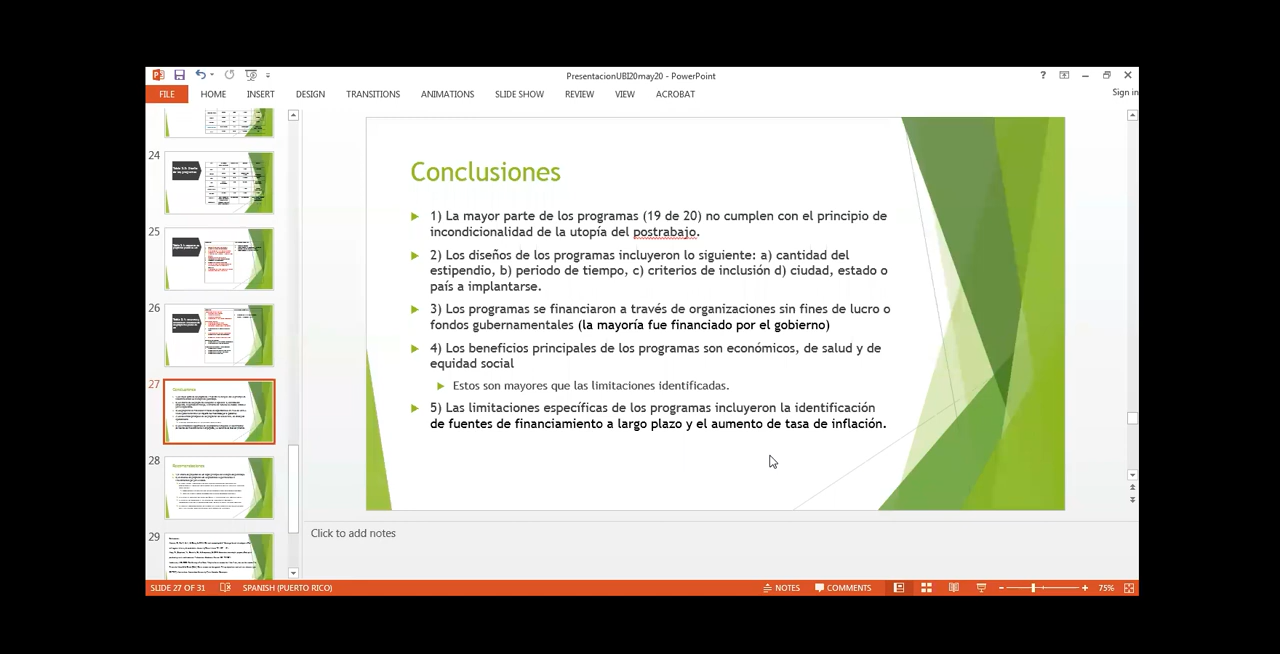 PresentacionUBI20may20 - PowerPoint
?
Sign in
FILE HOME INSERT DESIGN TRANSITIONS ANIMATIONS SLIDE SHOW REVIEW VIEW ACROBAT
24
25
26
27
28
29
Conclusiones
Recomendaciones
Conclusiones
1) La mayor parte de los programas (19 de 20) no cumplen con el principio de
incondicionalidad de la utopía del postrabajo.
2) Los diseños de los programas incluyeron lo siguiente: a) cantidad del
estipendio, b) periodo de tiempo, c) criterios de inclusión d) ciudad, estado o
país a implantarse.
3) Los programas se financiaron a través de organizaciones sin fines de lucro o
fondos gubernamentales (la mayoría fue financiado por el gobierno)
4) Los beneficios principales de los programas son económicos, de salud y de
equidad social
Estos son mayores que las limitaciones identificadas.
5) Las limitaciones específicas de los programas incluyeron la identificación
de fuentes de financiamiento a largo plazo y el aumento de tasa de inflación.
Click to add notes
SLIDE 27 OF 31 SPANISH (PUERTO RICO) NOTES COMMENTS 75%